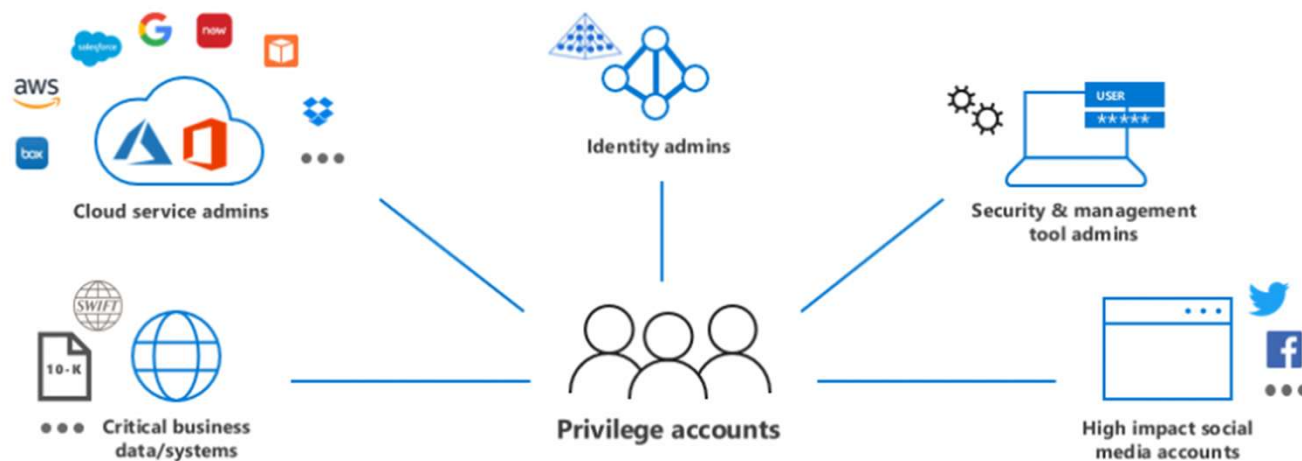 salesforce
now
aws
box
Cloud service admins
Identity admins
USER
*****
Security & management
tool admins
SWIFT
10-K
Critical business
data/systems
Privilege accounts
High impact social
media accounts